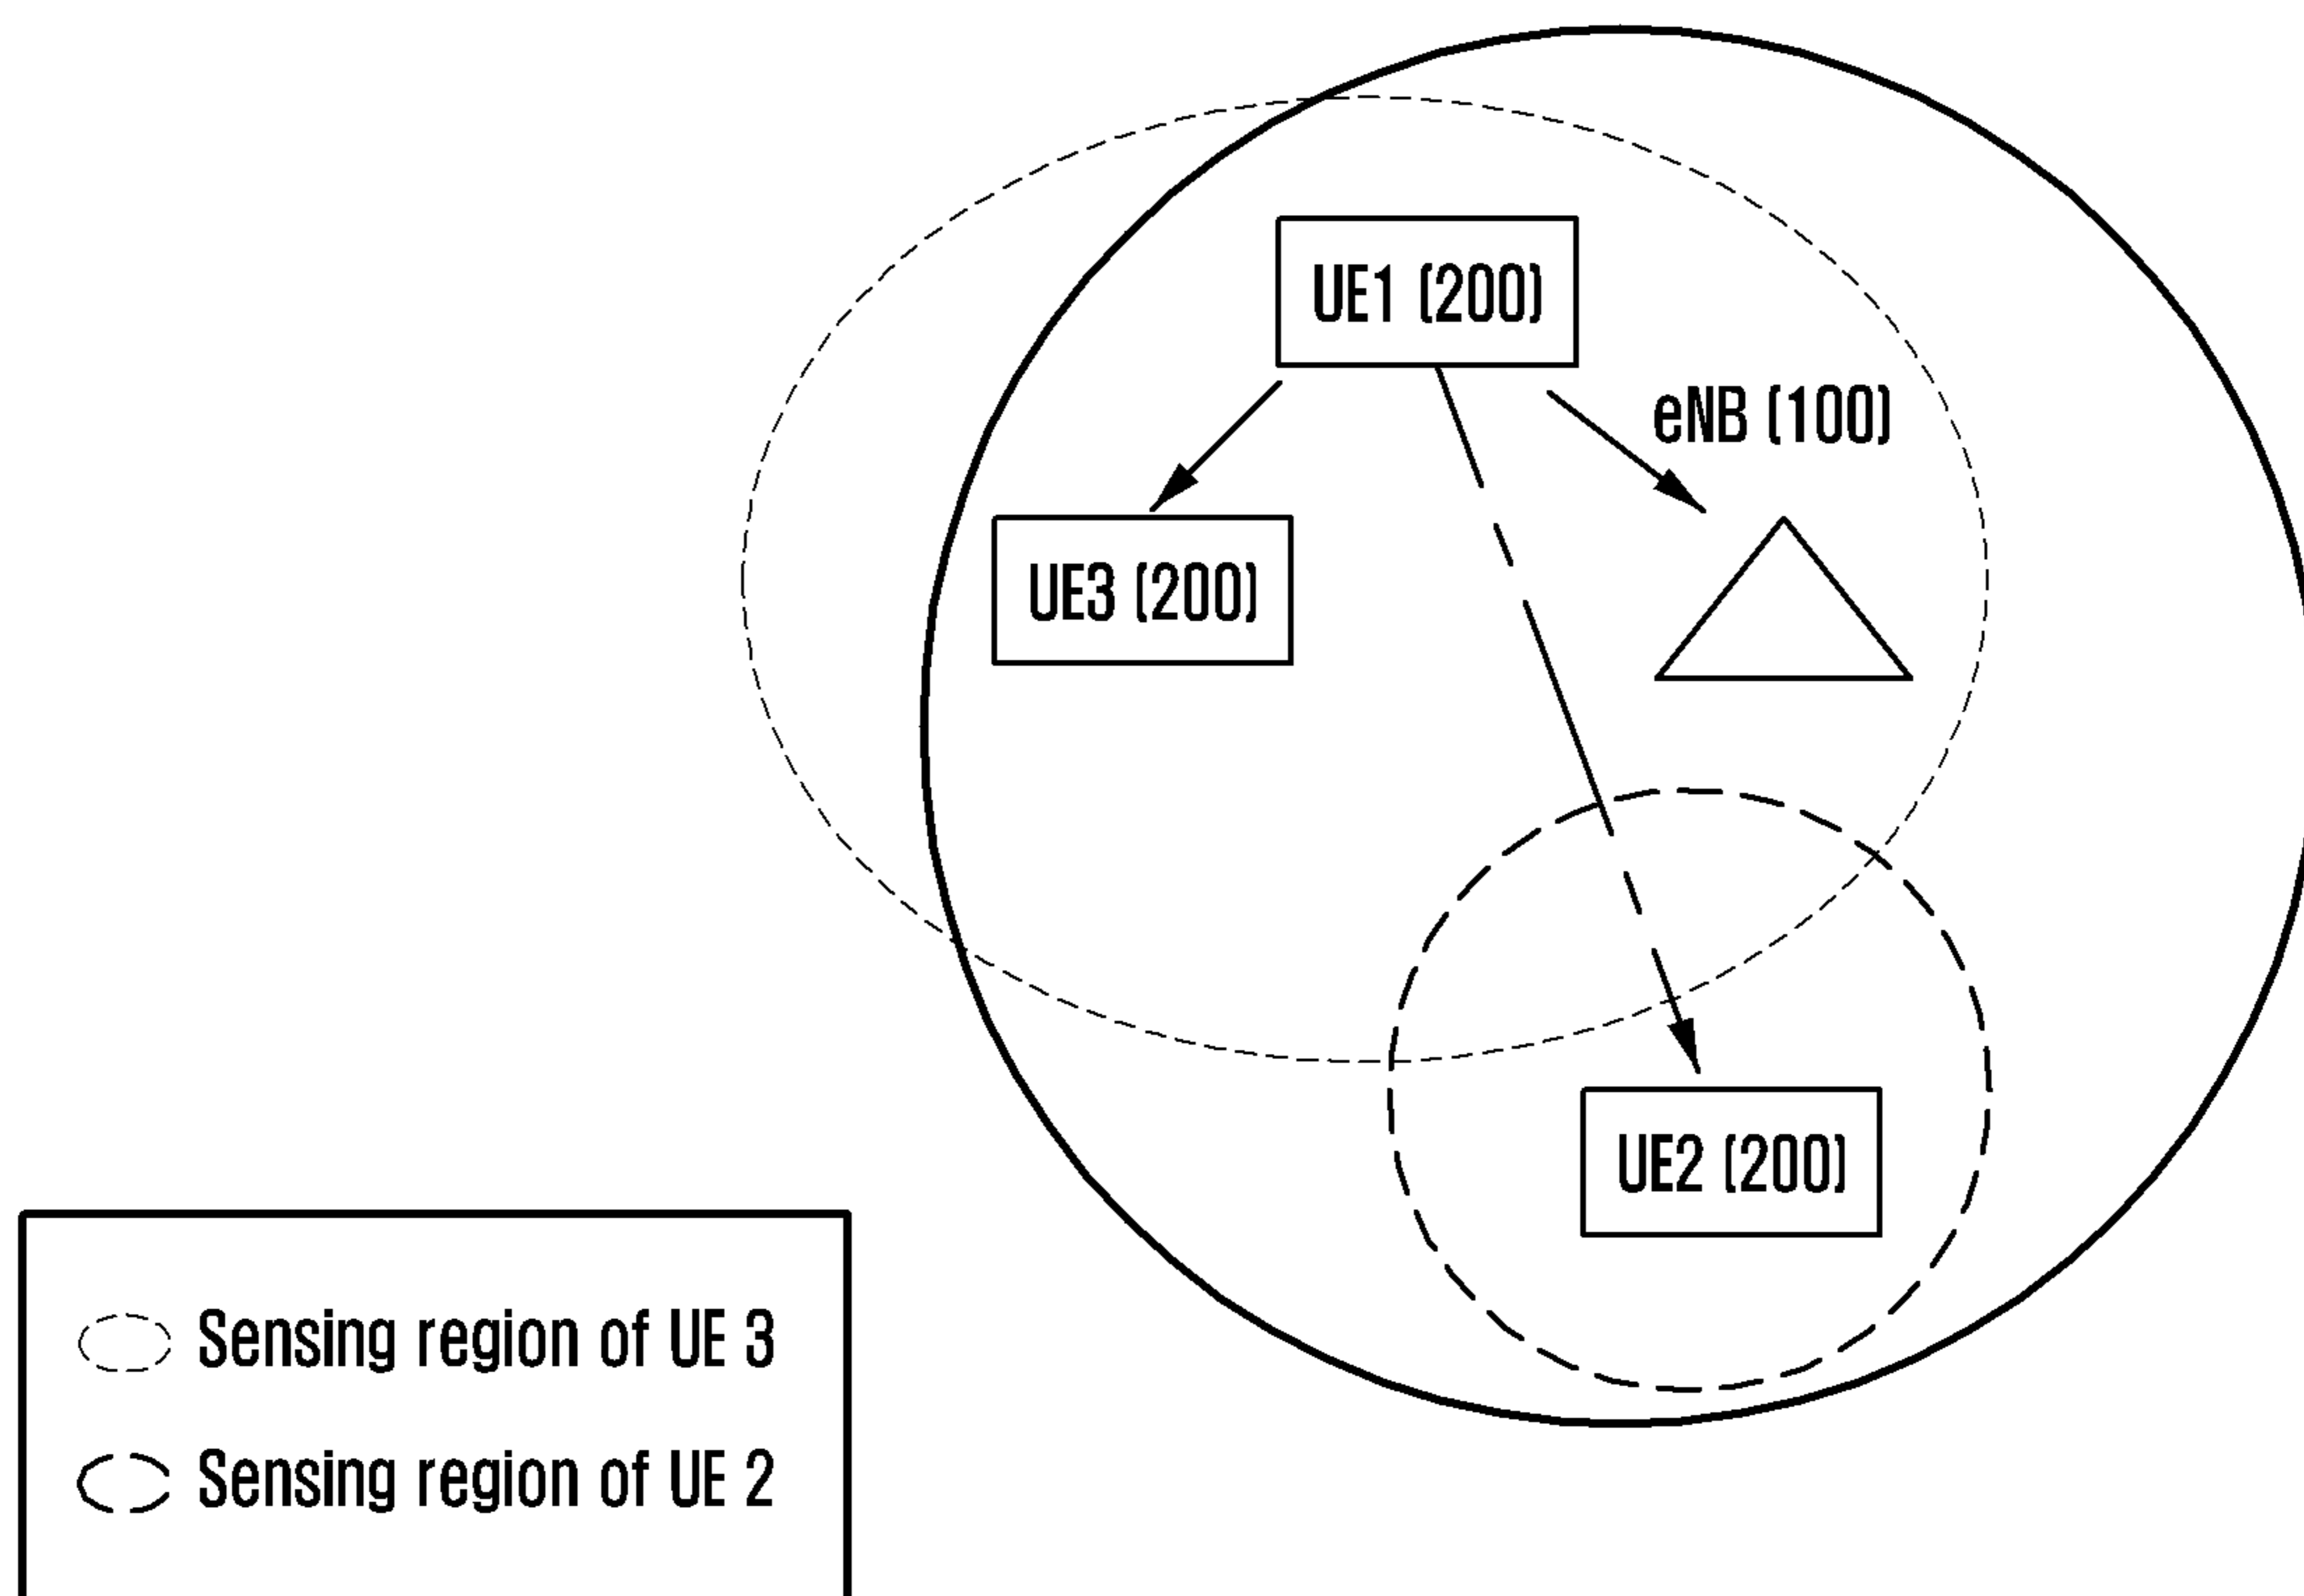 UE1 (200)
eNB (100)
UE3 (200)
UE2 (200)
Sensing region of UE 3
Sensing region of UE 2